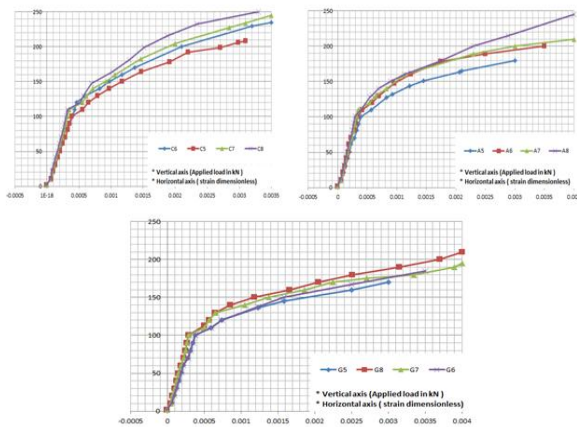 250
200
150
100
50
0
-0.0005 1E-18 0.0005 0.001 0.0015 0.002 0.0025 0.003 0.0035
C6 C5 C7 C8
* Vertical axis (Applied load in kN )
* Horizontal axis ( strain dimensionless)
250
200
150
100
50
0
-0.0005 0 0.0005 0.001 0.0015 0.002 0.0025 0.003 0.0035 0.004
A5 A6 A7 A8
* Vertical axis (Applied load in kN )
* Horizontal axis ( strain dimensionless)
250
200
150
100
50
0
-0.0005 0 0.0005 0.001 0.0015 0.002 0.0025 0.003 0.0035 0.004
G5 G8 G7 G6
* Vertical axis (Applied load in kN )
* Horizontal axis ( strain dimensionless)